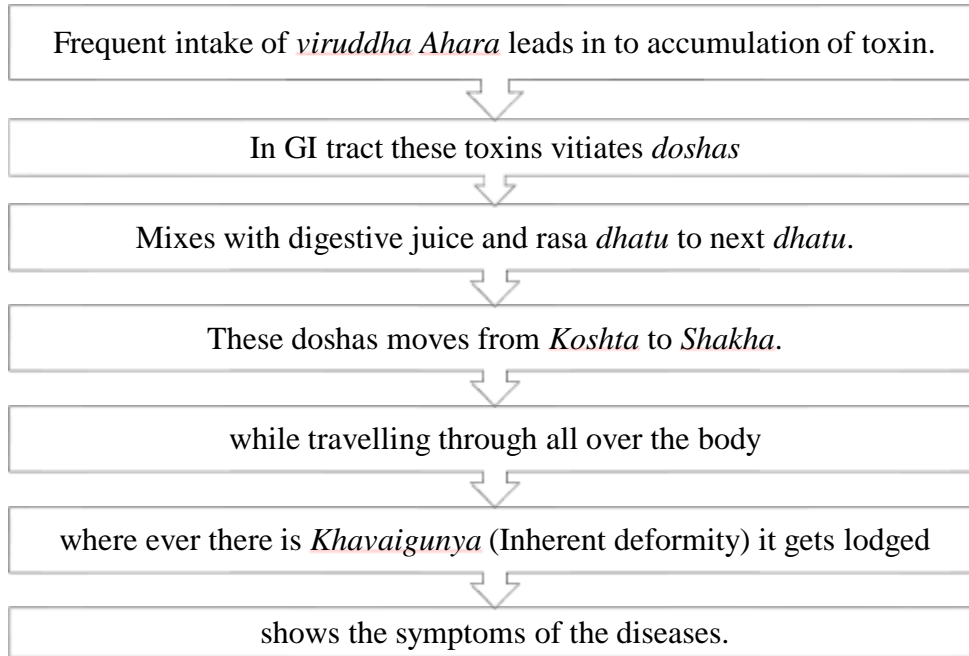 Frequent intake of viruddha Ahara leads in to accumulation of toxin.
In GI tract these toxins vitiates doshas
Mixes with digestive juice and rasa dhatu to next dhatu.
These doshas moves from Koshta to Shakha.
while travelling through all over the body
where ever there is Khavaigunya (Inherent deformity) it gets lodged
shows the symptoms of the diseases.